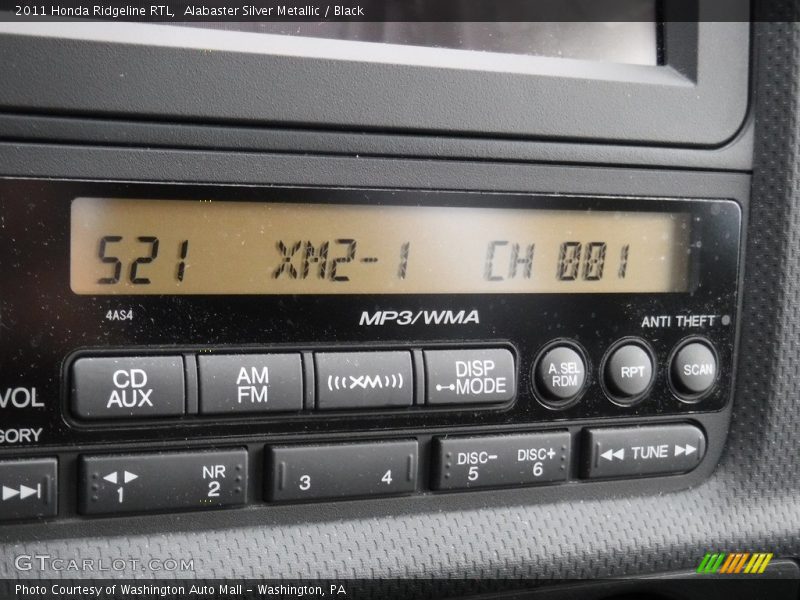 2011 Honda Ridgeline RTL,  Alabaster Silver Metallic / Black
521 XM2-1 CH 001
4AS4 MP3/WMA ANTI THEFT
VOL
GORY
CD AUX
AM FM
(((XM)))
DISP MODE
A.SEL RDM
RPT
SCAN
1
NR 2
3 4
DISC- 5
DISC+ 6
TUNE
GTCARLOT.COM
Photo Courtesy of Washington Auto Mall - Washington, PA